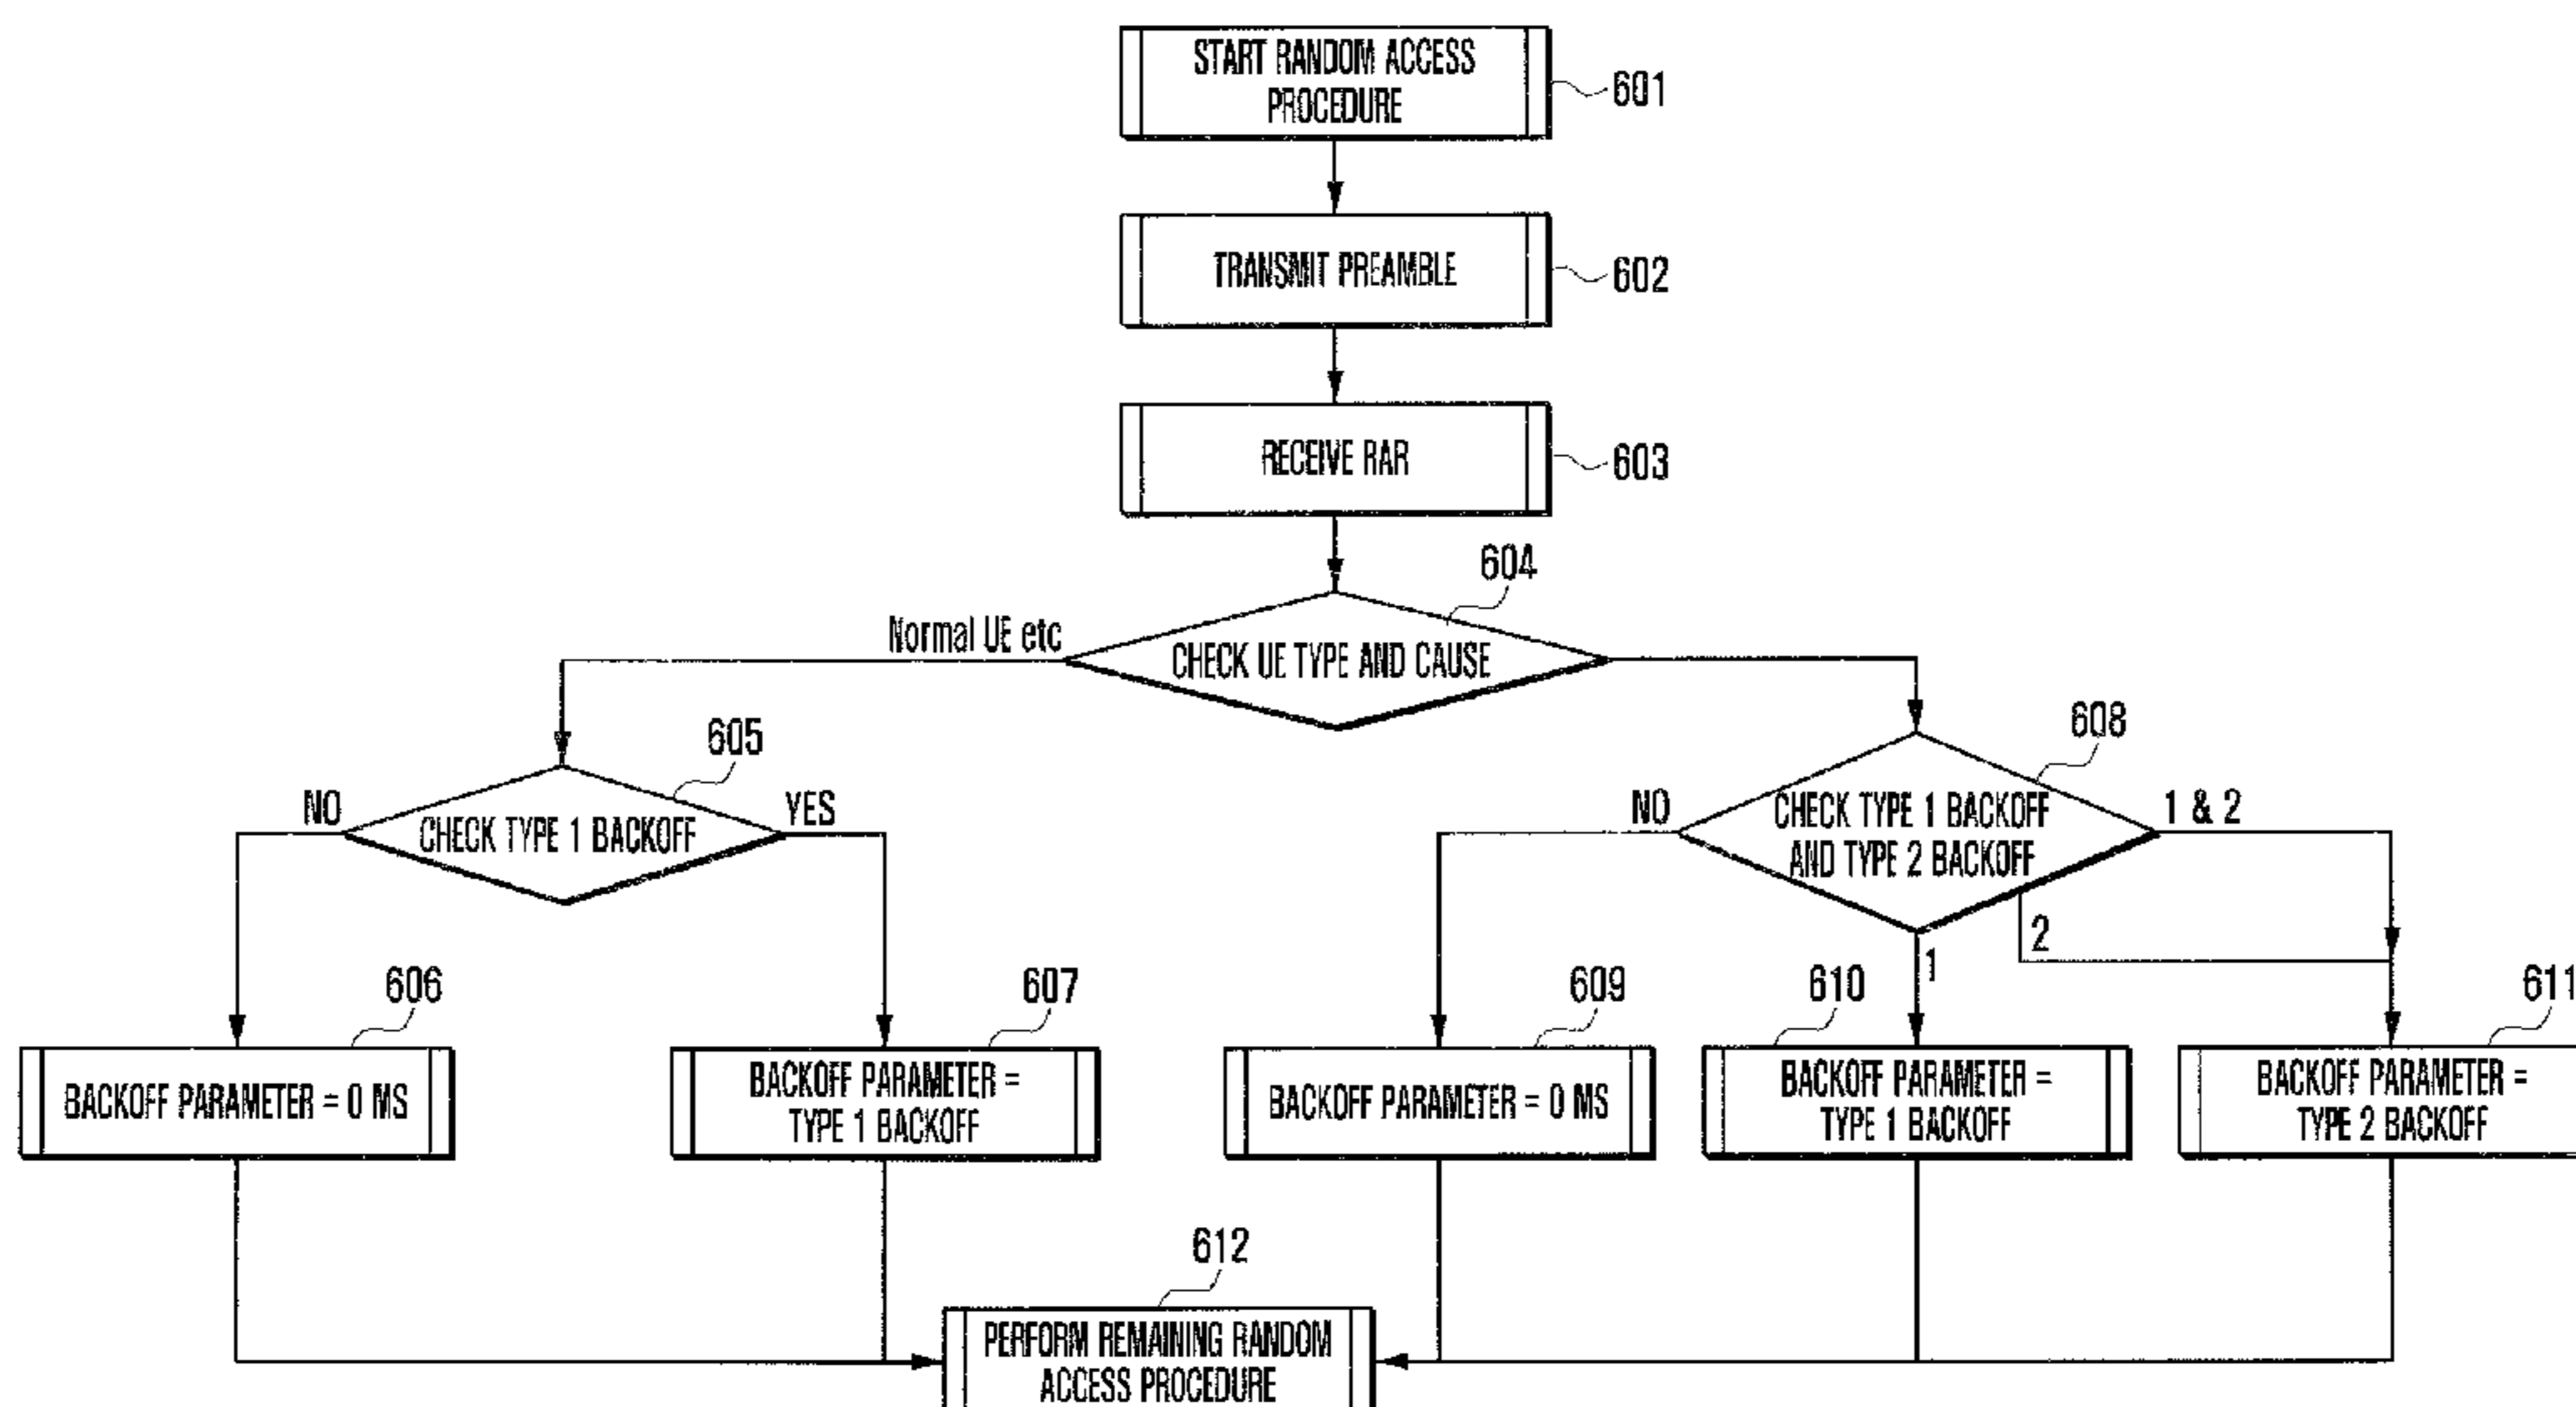 START RANDOM ACCESS
PROCEDURE
601
TRANSMIT PREAMBLE
602
RECEIVE RAR
603
604
Normal UE etc
CHECK UE TYPE AND CAUSE
605
608
NO
CHECK TYPE 1 BACKOFF
YES
NO
CHECK TYPE 1 BACKOFF
AND TYPE 2 BACKOFF
1 & 2
2
1
606
607
609
610
611
BACKOFF PARAMETER = 0 MS
BACKOFF PARAMETER =
TYPE 1 BACKOFF
BACKOFF PARAMETER = 0 MS
BACKOFF PARAMETER =
TYPE 1 BACKOFF
BACKOFF PARAMETER =
TYPE 2 BACKOFF
612
PERFORM REMAINING RANDOM
ACCESS PROCEDURE